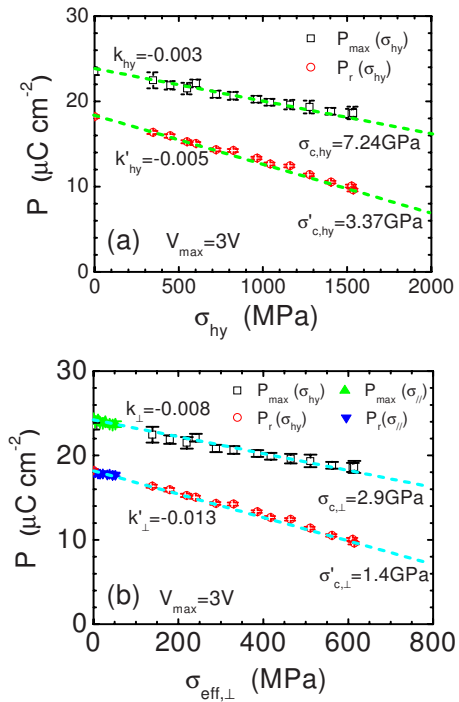 30
k_hy=-0.003
P_max (σ_hy)
P_r (σ_hy)
20
σ_c,hy=7.24GPa
P (μC cm⁻²)
k'_hy=-0.005
10
σ'_c,hy=3.37GPa
(a)
V_max=3V
0
0 500 1000 1500 2000
σ_hy (MPa)
30
P_max (σ_hy) P_max (σ_//)
k_⊥=-0.008
P_r (σ_hy) P_r(σ_//)
20
σ_c,⊥=2.9GPa
P (μC cm⁻²)
k'_⊥=-0.013
10
σ'_c,⊥=1.4GPa
(b)
V_max=3V
0
0 200 400 600 800
σ_eff,⊥ (MPa)